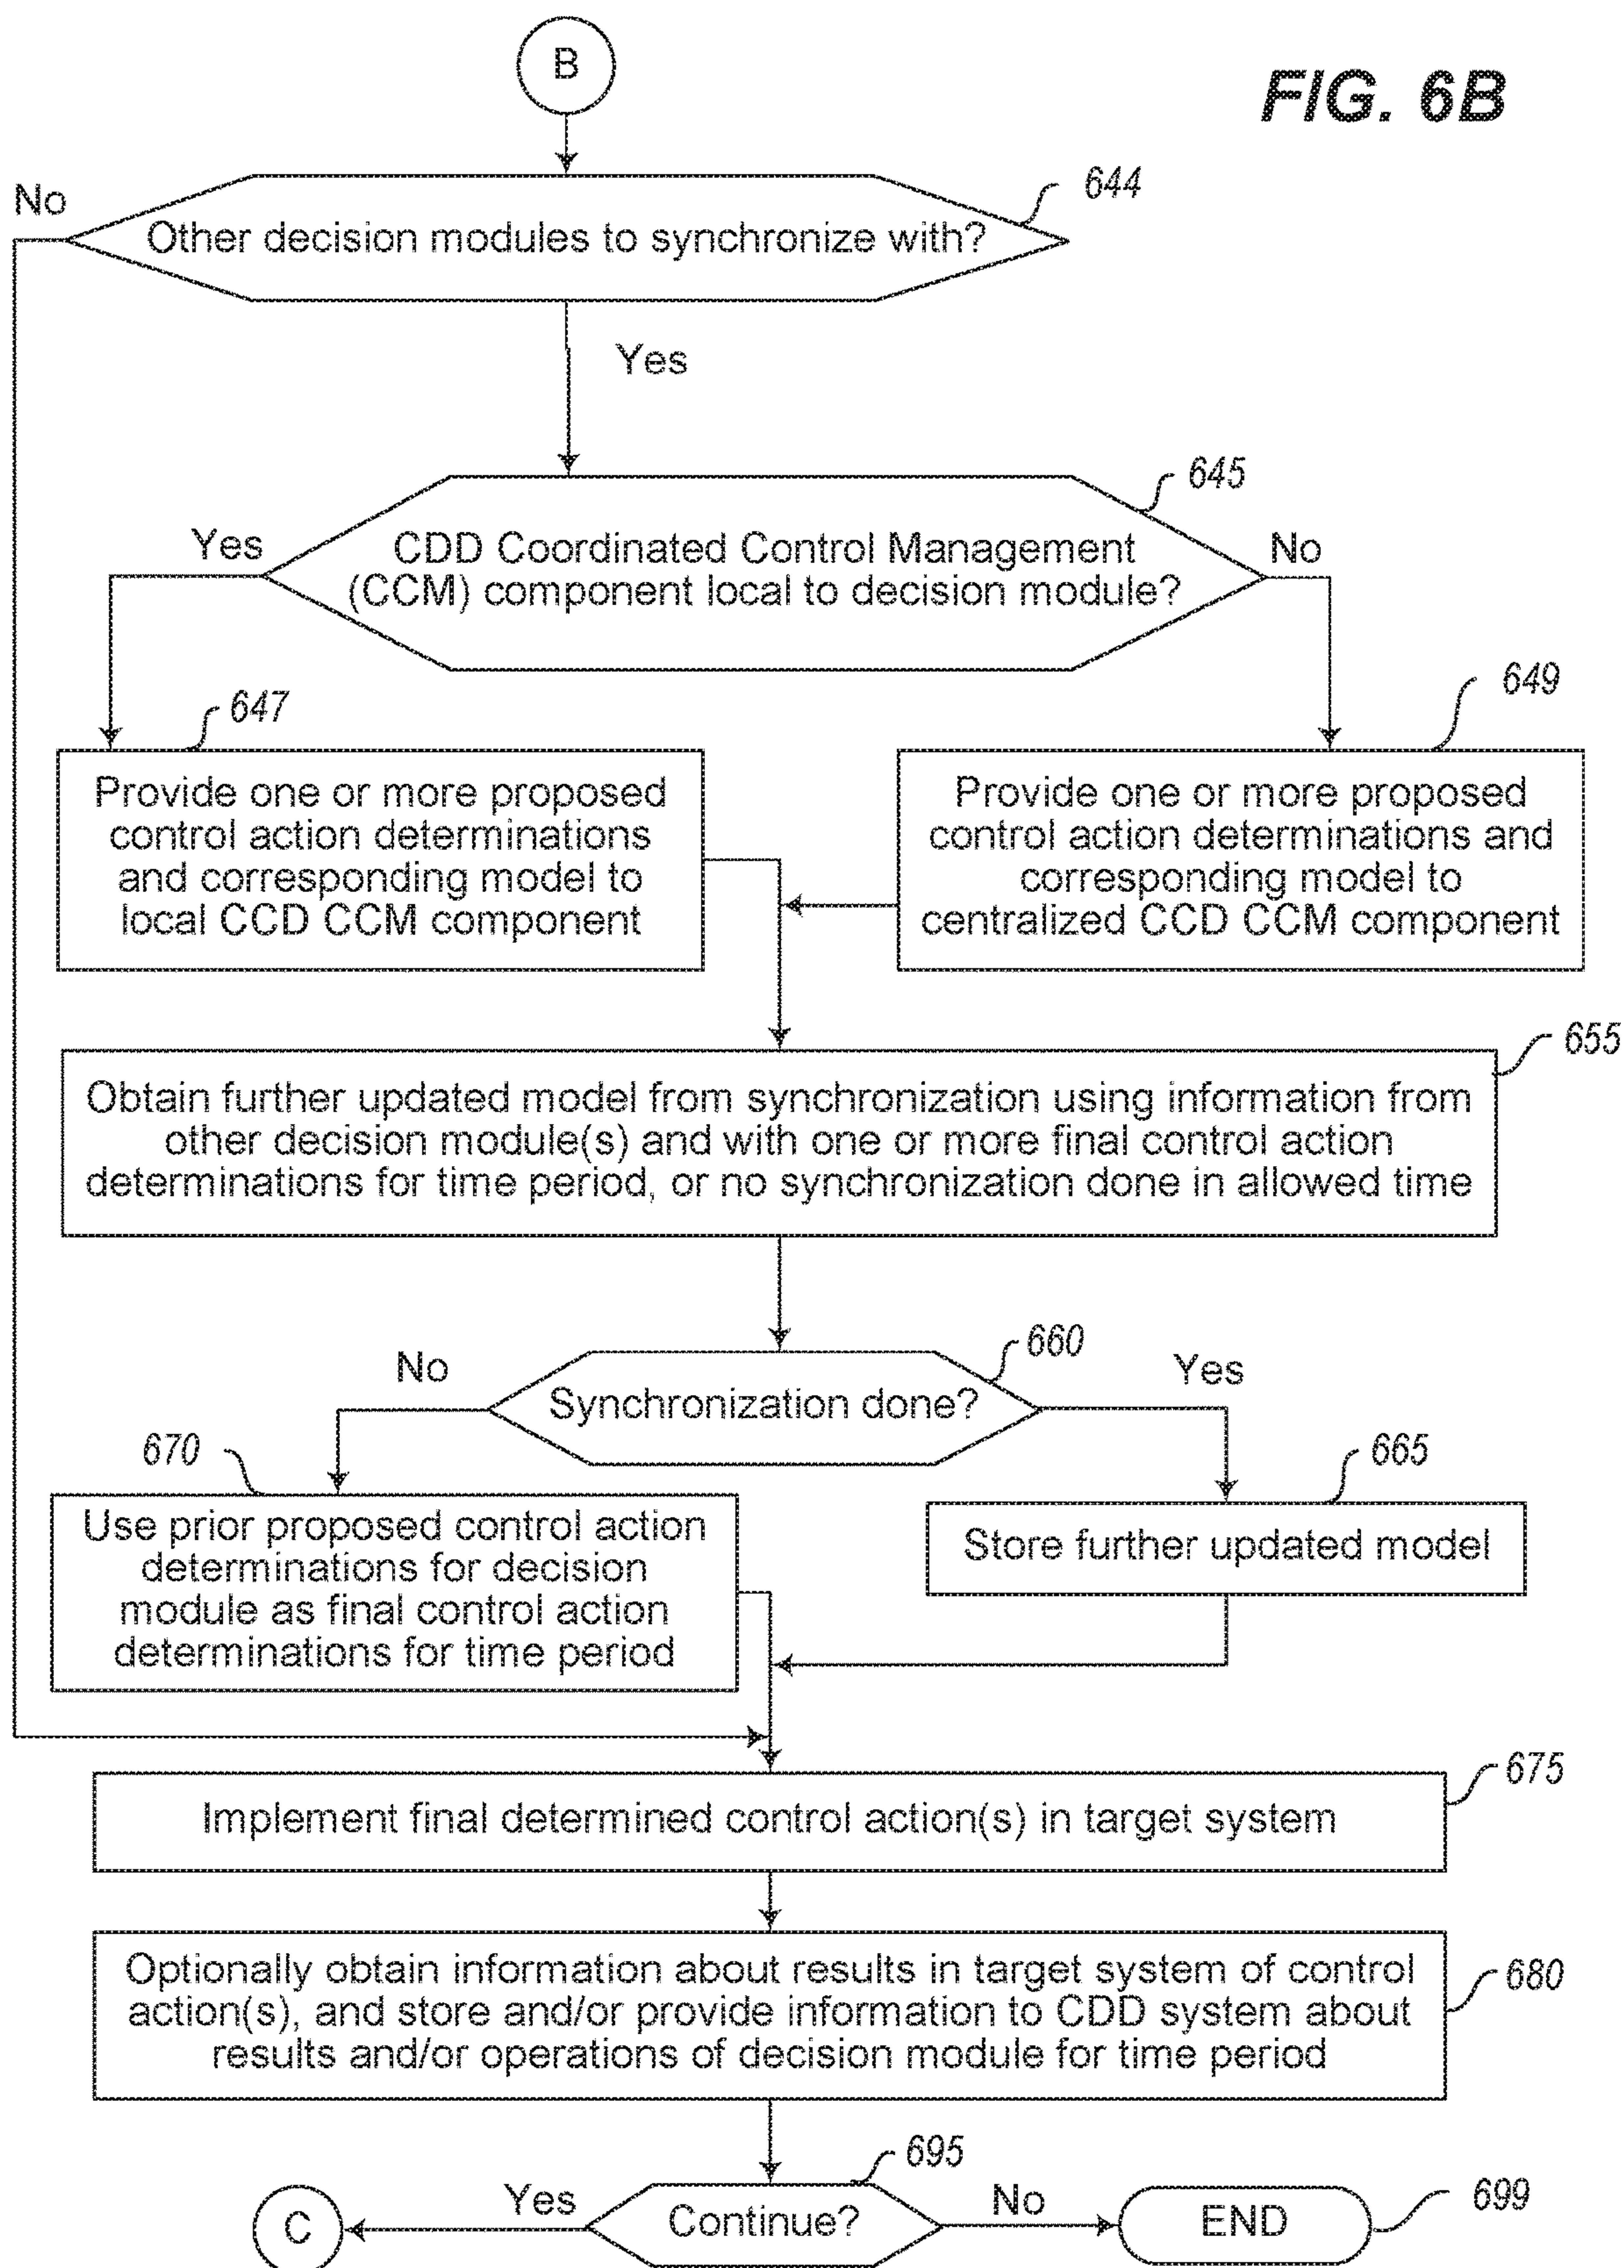 B
FIG. 6B
No
644
Other decision modules to synchronize with?
Yes
645
Yes
CDD Coordinated Control Management
(CCM) component local to decision module?
No
647
649
Provide one or more proposed
control action determinations
and corresponding model to
local CCD CCM component
Provide one or more proposed
control action determinations and
corresponding model to
centralized CCD CCM component
655
Obtain further updated model from synchronization using information from
other decision module(s) and with one or more final control action
determinations for time period, or no synchronization done in allowed time
660
No
Synchronization done?
Yes
670
665
Use prior proposed control action
determinations for decision
module as final control action
determinations for time period
Store further updated model
675
Implement final determined control action(s) in target system
Optionally obtain information about results in target system of control
action(s), and store and/or provide information to CDD system about
results and/or operations of decision module for time period
680
695
C
Yes
Continue?
No
END
699